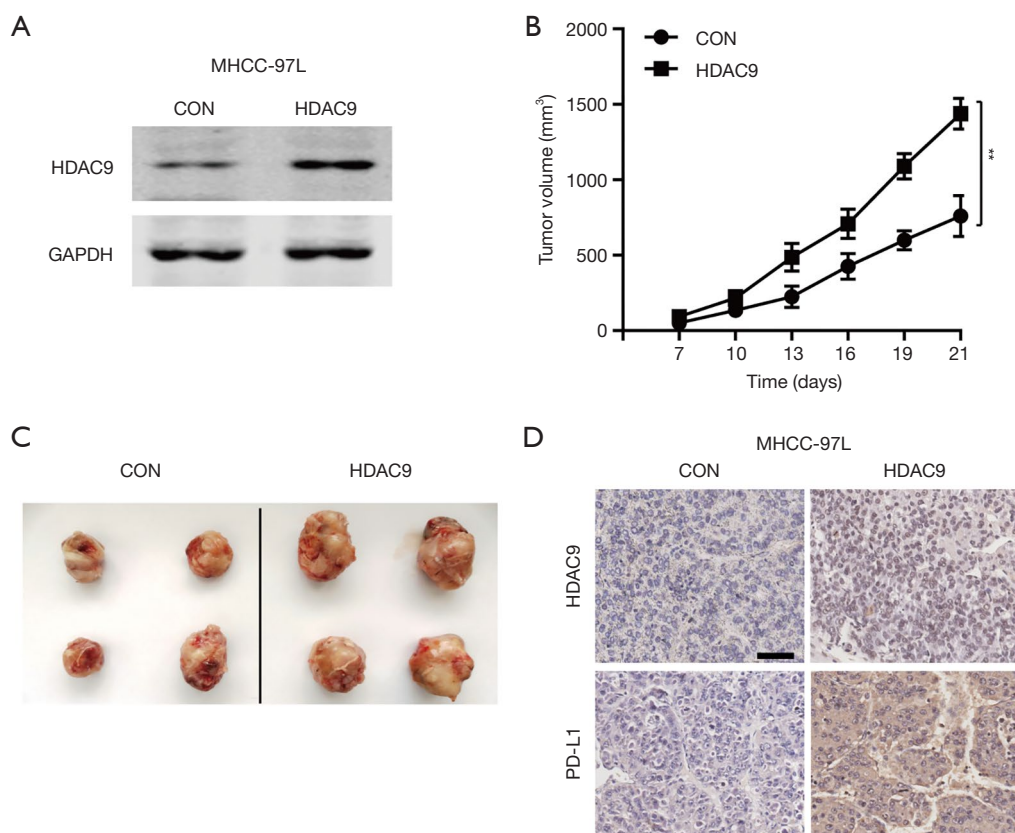 A
MHCC-97L
CON HDAC9
HDAC9
GAPDH
B
CON
HDAC9
2000
1500
1000
500
0
Tumor volume (mm³)
7 10 13 16 19 21
Time (days)
**
C
CON HDAC9
D
MHCC-97L
CON HDAC9
HDAC9
PD-L1